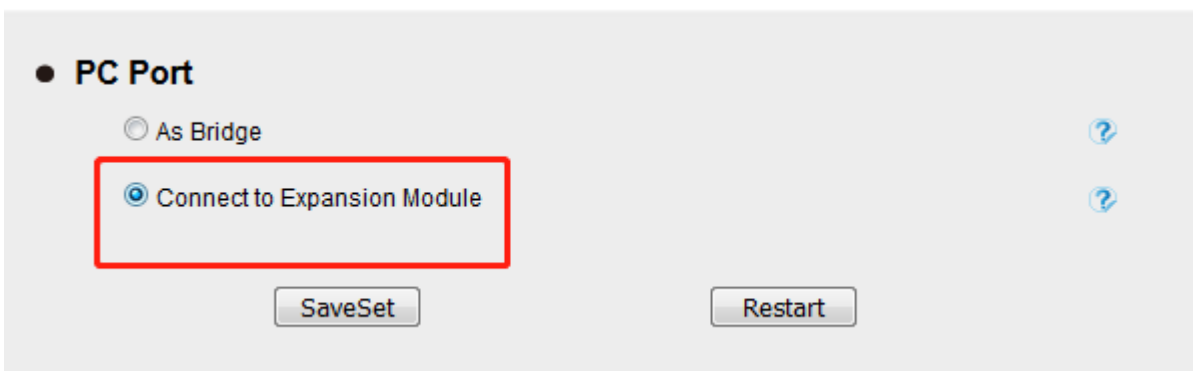 PC Port
As Bridge
Connect to Expansion Module
SaveSet Restart